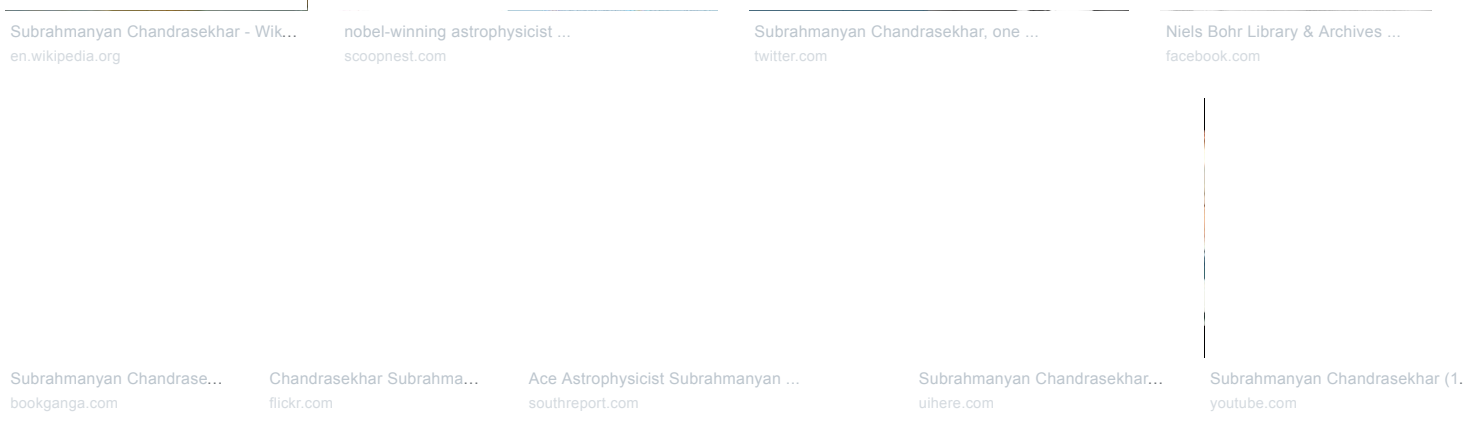 Subrahmanyan Chandrasekhar - Wik...
en.wikipedia.org
nobel-winning astrophysicist ...
scoopnest.com
Subrahmanyan Chandrasekhar, one ...
twitter.com
Niels Bohr Library & Archives ...
facebook.com
Subrahmanyan Chandrase...
bookganga.com
Chandrasekhar Subrahma...
flickr.com
Ace Astrophysicist Subrahmanyan ...
southreport.com
Subrahmanyan Chandrasekhar...
uihere.com
Subrahmanyan Chandrasekhar (1.
youtube.com